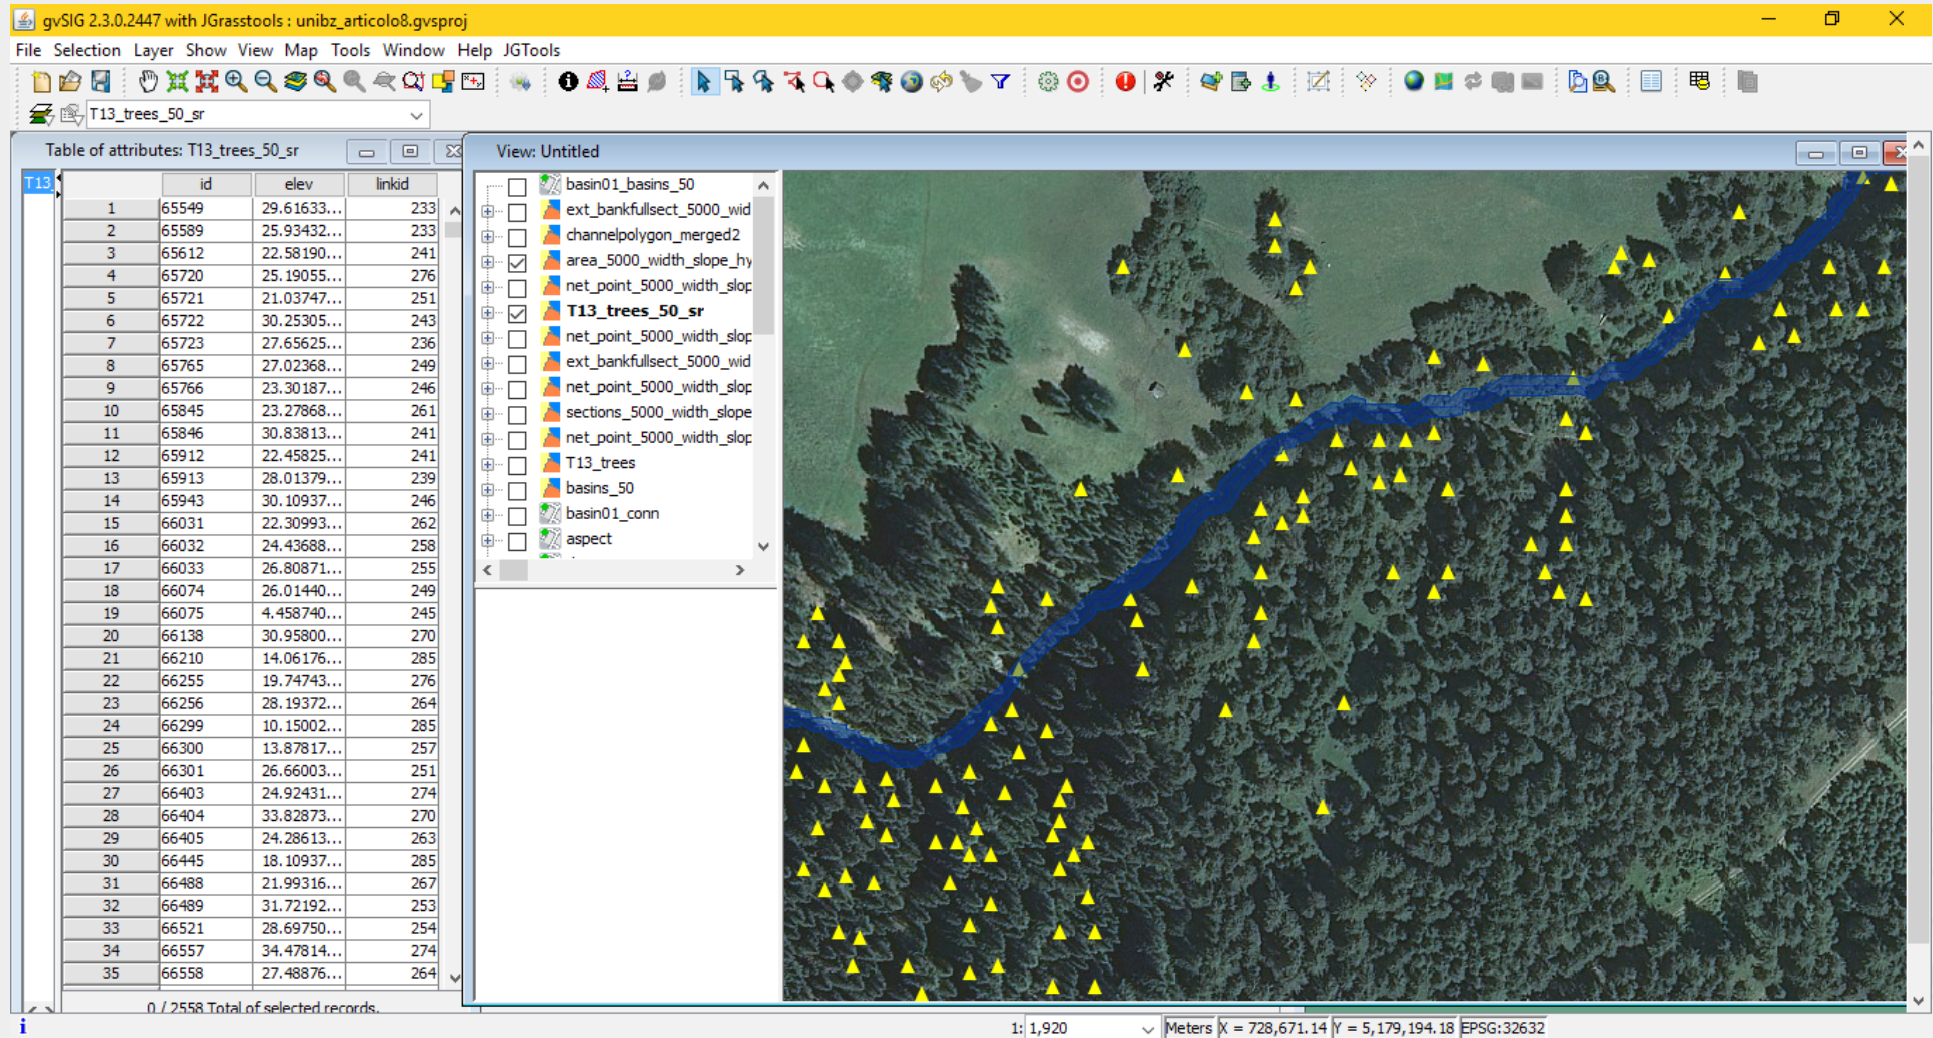 gvSIG 2.3.0.2447 with JGrasstools : unibz_articolo8.gvsproj
File Selection Layer Show View Map Tools Window Help JGTools
T13_trees_50_sr
Table of attributes: T13_trees_50_sr
T13
id elev linkid
1 65549 29.61633... 233
2 65589 25.93432... 233
3 65612 22.58190... 241
4 65720 25.19055... 276
5 65721 21.03747... 251
6 65722 30.25305... 243
7 65723 27.65625... 236
8 65765 27.02368... 249
9 65766 23.30187... 246
10 65845 23.27868... 261
11 65846 30.83813... 241
12 65912 22.45825... 241
13 65913 28.01379... 239
14 65943 30.10937... 246
15 66031 22.30993... 262
16 66032 24.43688... 258
17 66033 26.80871... 255
18 66074 26.01440... 249
19 66075 4.458740... 245
20 66138 30.95800... 270
21 66210 14.06176... 285
22 66255 19.74743... 276
23 66256 28.19372... 264
24 66299 10.15002... 285
25 66300 13.87817... 257
26 66301 26.66003... 251
27 66403 24.92431... 274
28 66404 33.82873... 270
29 66405 24.28613... 263
30 66445 18.10937... 285
31 66488 21.99316... 267
32 66489 31.72192... 253
33 66521 28.69750... 254
34 66557 34.47814... 274
35 66558 27.48876... 264
0 / 2558 Total of selected records.
View: Untitled
basin01_basins_50
ext_bankfullsect_5000_wid
channelpolygon_merged2
area_5000_width_slope_hy
net_point_5000_width_slop
T13_trees_50_sr
net_point_5000_width_slop
ext_bankfullsect_5000_wid
net_point_5000_width_slop
sections_5000_width_slope
net_point_5000_width_slop
T13_trees
basins_50
basin01_conn
aspect
1: 1,920 Meters X = 728,671.14 Y = 5,179,194.18 EPSG:32632